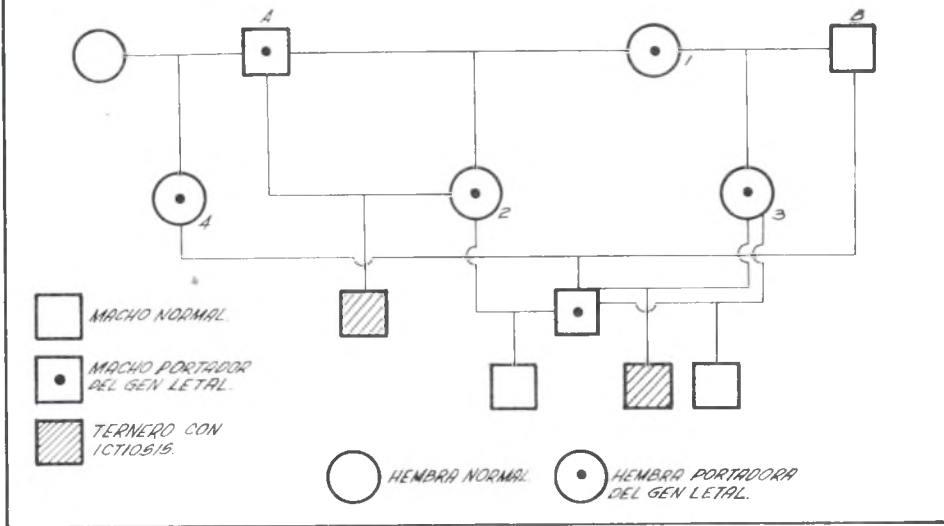 A
B
1
4
2
3
MACHO NORMAL.
MACHO PORTADOR
DEL GEN LETAL.
TERNERO CON
ICTIOSIS.
HEMBRA NORMAL.
HEMBRA PORTADORA
DEL GEN LETAL.